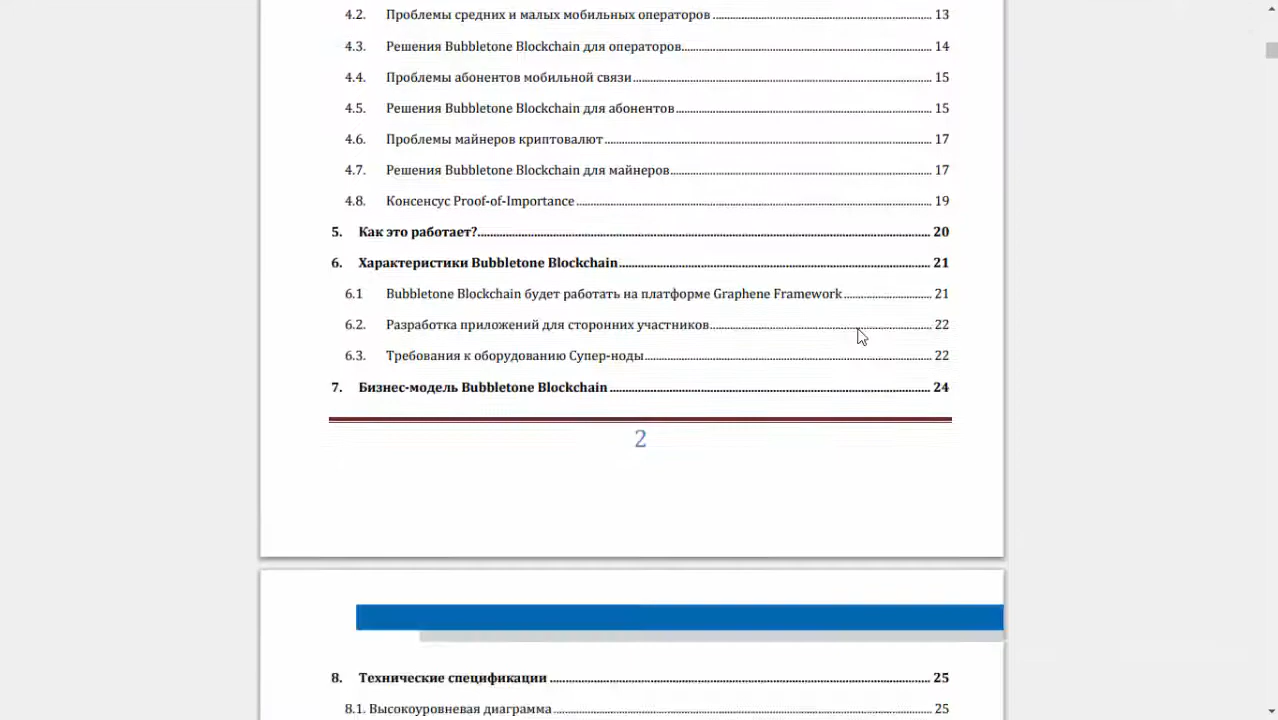 4.2. Проблемы средних и малых мобильных операторов 13
4.3. Решения Bubbletone Blockchain для операторов 14
4.4. Проблемы абонентов мобильной связи 15
4.5. Решения Bubbletone Blockchain для абонентов 15
4.6. Проблемы майнеров криптовалют 17
4.7. Решения Bubbletone Blockchain для майнеров 17
4.8. Консенсус Proof-of-Importance 19
5. Как это работает? 20
6. Характеристики Bubbletone Blockchain 21
6.1 Bubbletone Blockchain будет работать на платформе Graphene Framework 21
6.2. Разработка приложений для сторонних участников 22
6.3. Требования к оборудованию Супер-ноды 22
7. Бизнес-модель Bubbletone Blockchain 24
2
8. Технические спецификации 25
8.1. Высокоуровневая диаграмма 25